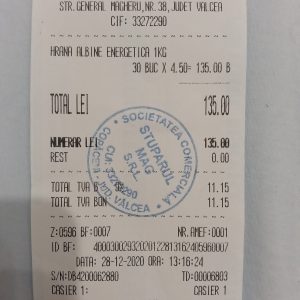 STR. GENERAL MAGHERU, NR. 38, JUDET VALCEA
CIF: 33272290
HRANA ALBINE ENERGETICA 1KG
30 BUC X 4.50= 135.00 B
TOTAL LEI 135.00
NUMERAR LEI 135.00
REST 0.00
TOTAL TVA B 11.15
TOTAL TVA BON 11.15
Z:0596 BF:0007 NR.AMEF:0001
ID BF:
DATA: 28-12-2020 ORA: 13:16:24
S/N:DB4200062880 TD:00006803
CASIER 1: CASIER 1
SOCIETATEA COMERCIALA
STUPARUL
MAG
S.R.L.
JUD. VALCEA